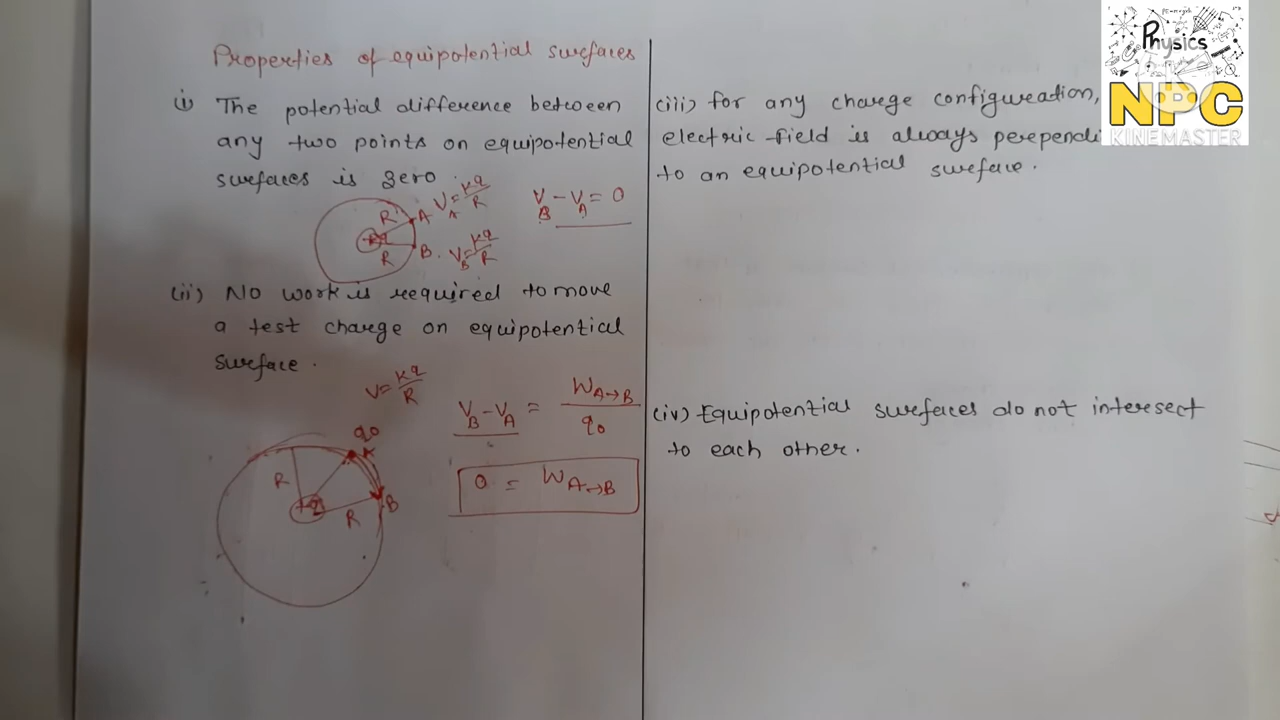 Properties of equipotential surfaces
(i) The potential difference between
any two points on equipotential
surfaces is zero.
R A V_A = kq/R
V_B - V_A = 0
+q
R B. V_B = kq/R
(ii) No work is required to move
a test charge on equipotential
surface.
V = kq/R
V_B - V_A = W_A→B / q0
q0
R
0 = W_A→B
+q
R B
(iii) for any charge configuration,
electric field is always perpendi
to an equipotential surface.
(iv) Equipotential surfaces do not intersect
to each other.
Physics
NPC
KINEMASTER